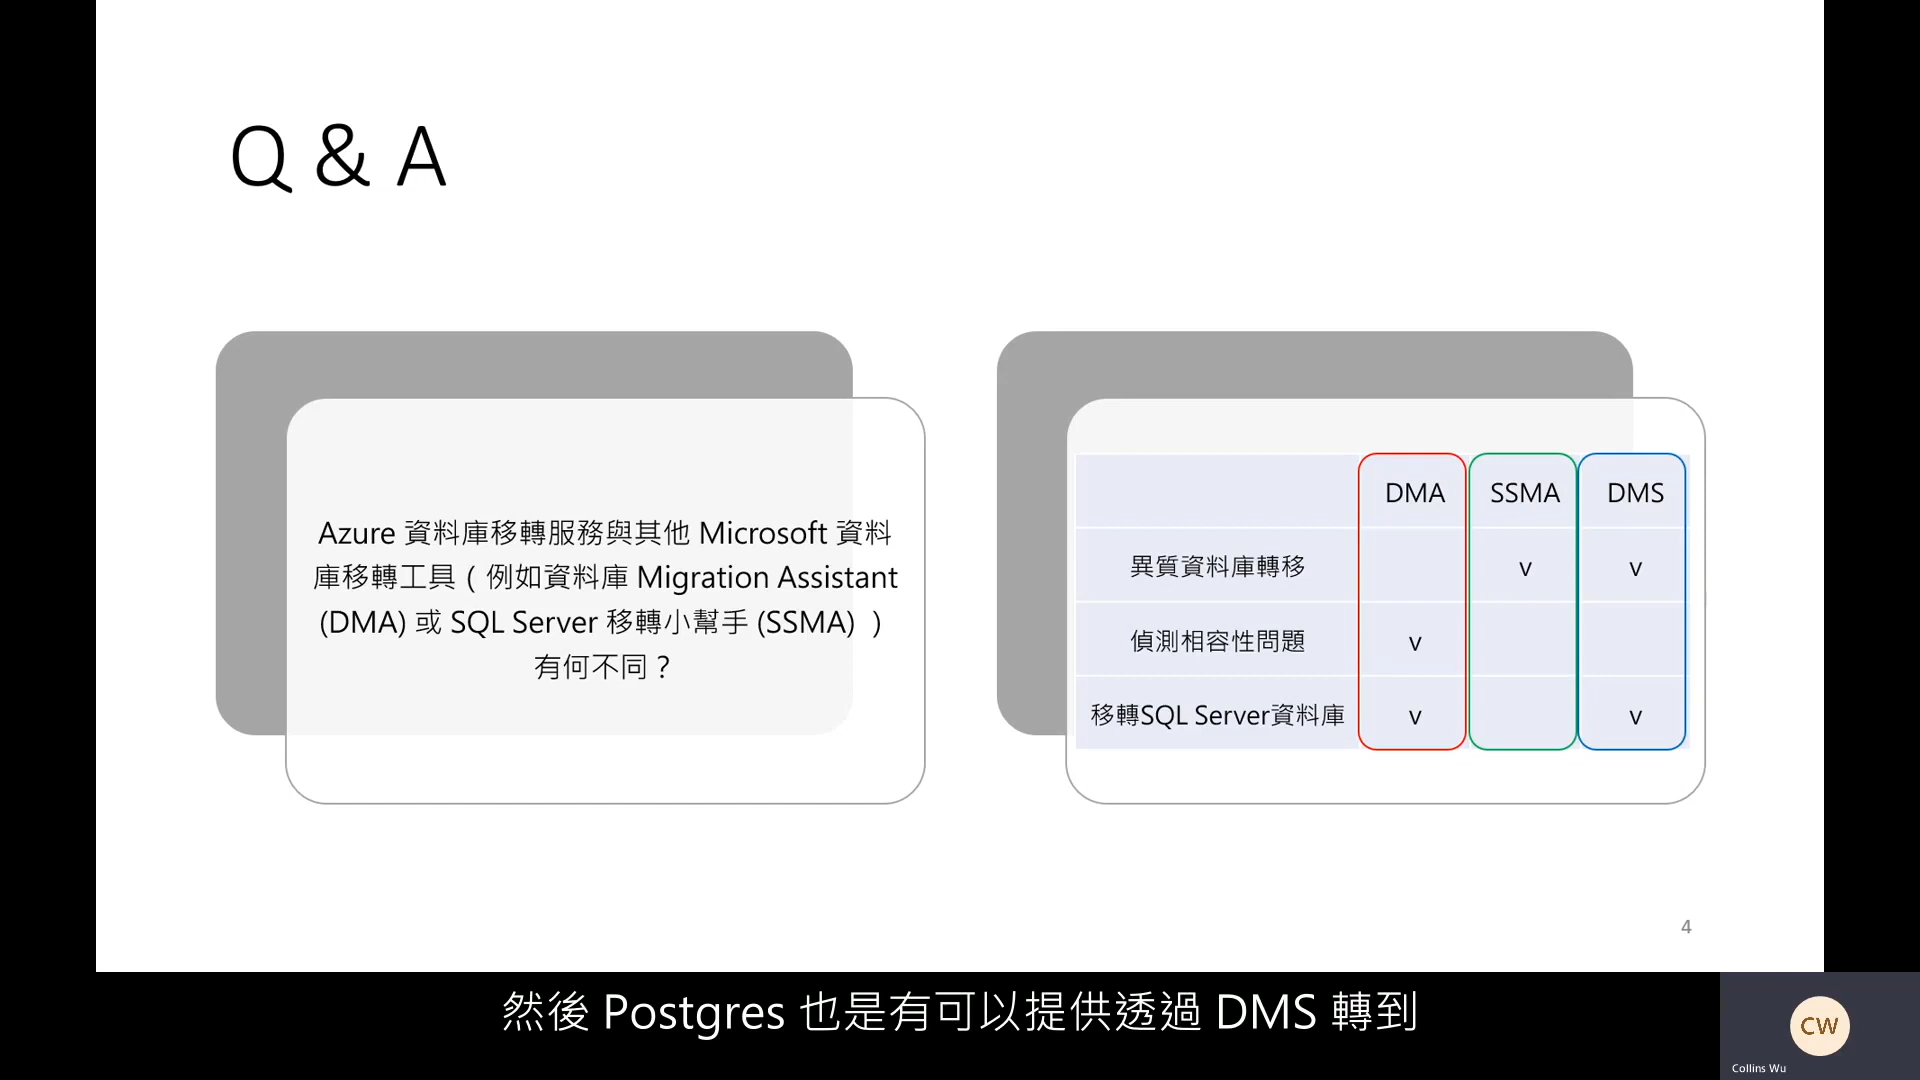 Q & A
Azure 資料庫移轉服務與其他 Microsoft 資料
庫移轉工具(例如資料庫 Migration Assistant
(DMA) 或 SQL Server 移轉小幫手 (SSMA) )
有何不同?
DMA SSMA DMS
異質資料庫轉移 v v
偵測相容性問題 v
移轉SQL Server資料庫 v v
4
然後 Postgres 也是有可以提供透過 DMS 轉到
CW
Collins Wu